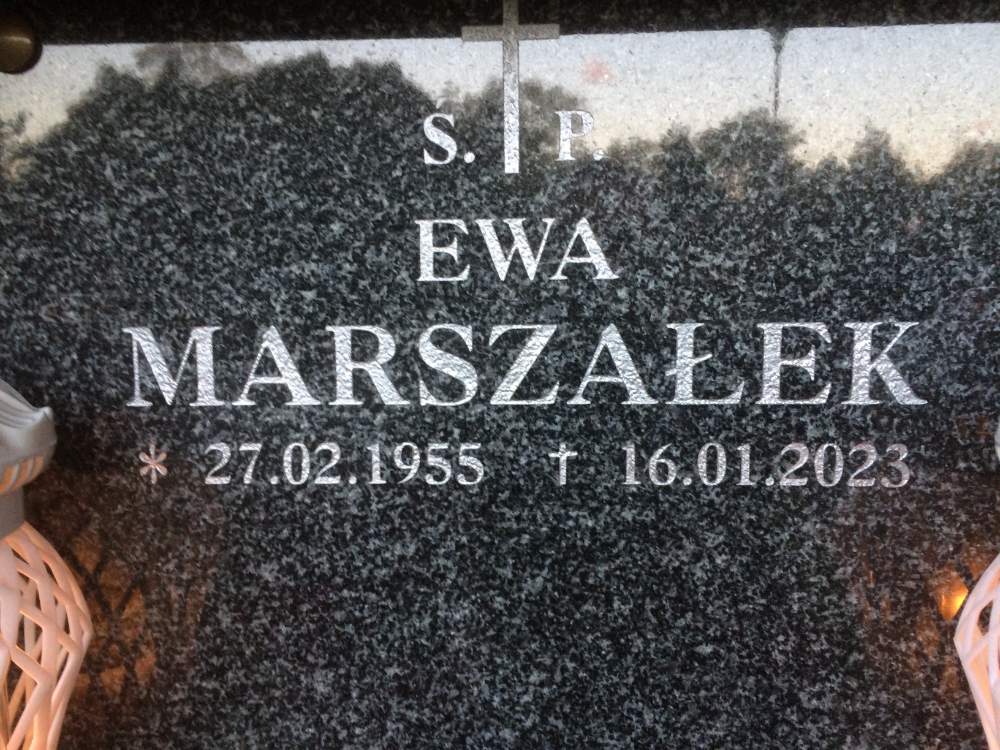 Ś. P.
EWA
MARSZAŁEK
* 27.02.1955 † 16.01.2023